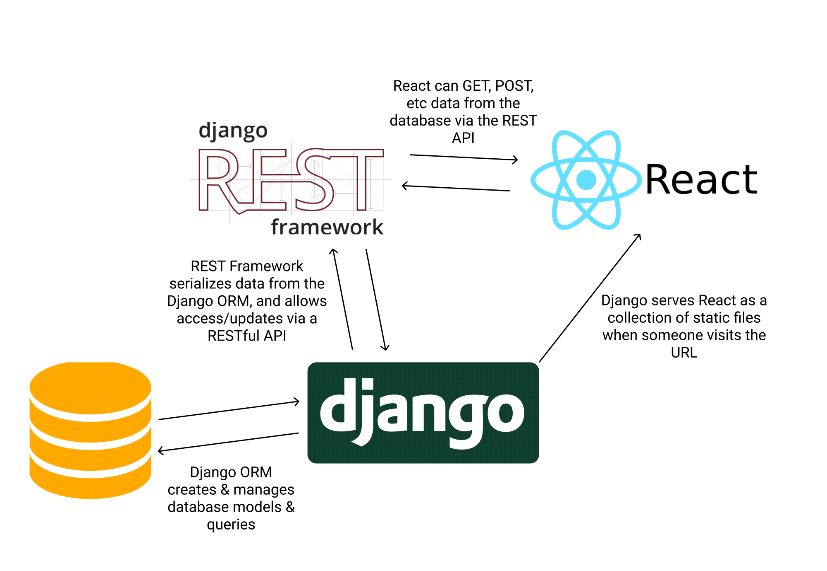 React can GET, POST,
etc data from the
database via the REST
API
django
REST
framework
React
REST Framework
serializes data from the
Django ORM, and allows
access/updates via a
RESTful API
Django serves React as a
collection of static files
when someone visits the
URL
django
Django ORM
creates & manages
database models &
queries